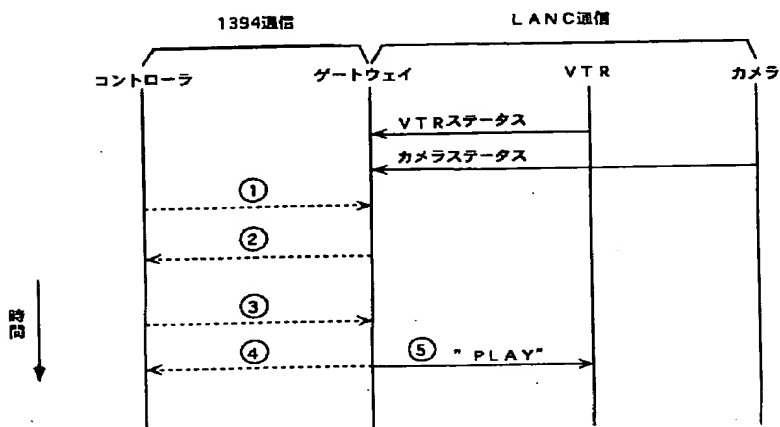 1394通信
LANC通信
コントローラ
ゲートウェイ
VTR
カメラ
VTRステータス
カメラステータス
①
②
③
④
⑤ "PLAY"
時間